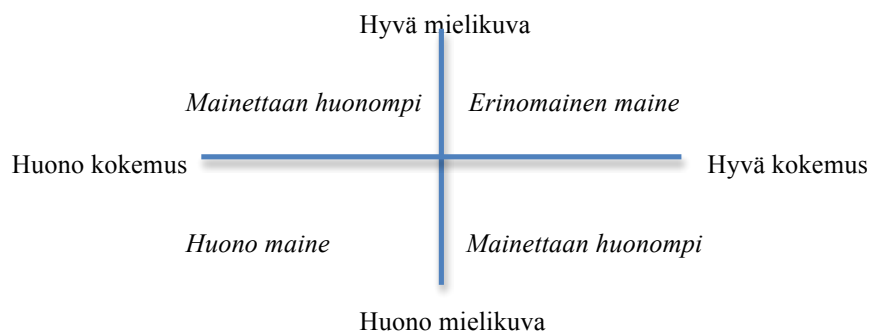 Hyvä mielikuva
Mainettaan huonompi Erinomainen maine
Huono kokemus Hyvä kokemus
Huono maine Mainettaan huonompi
Huono mielikuva